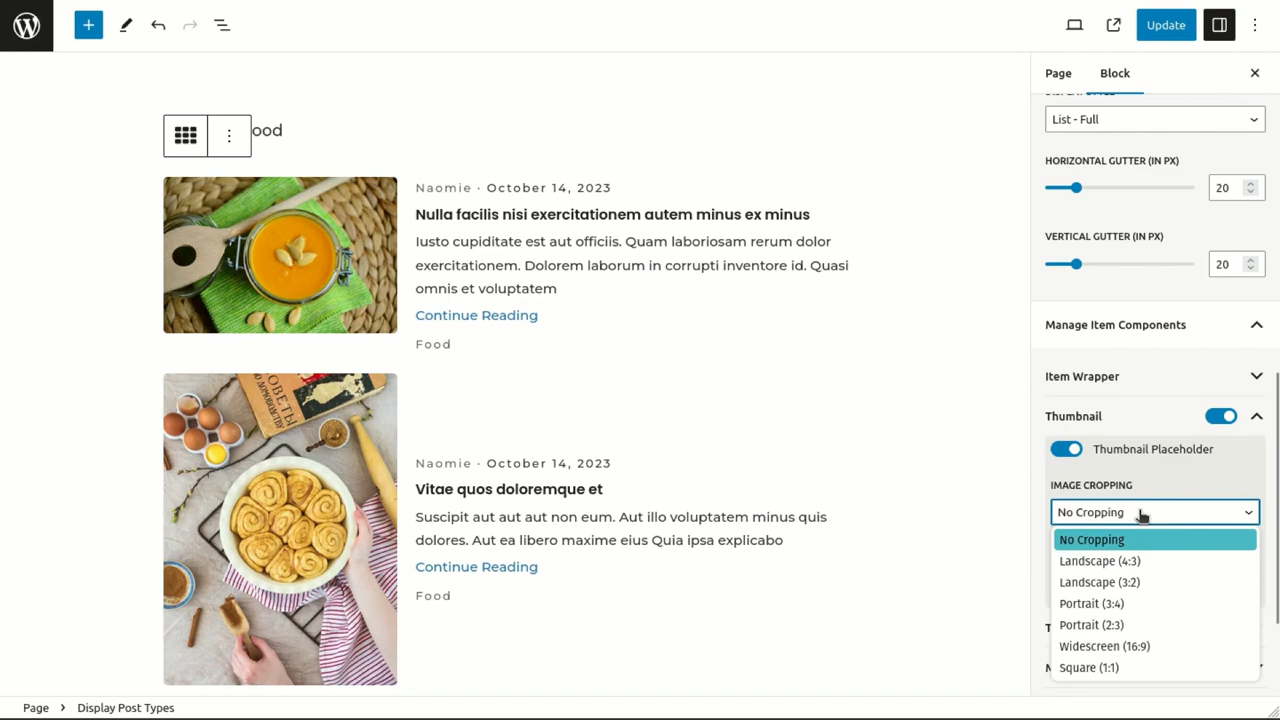 Update
Page
Block
ood
Naomie · October 14, 2023
Nulla facilis nisi exercitationem autem minus ex minus
Iusto cupiditate est aut officiis. Quam laboriosam rerum dolor
exercitationem. Dolorem laborum in corrupti inventore id. Quasi
omnis et voluptatem
Continue Reading
Food
Naomie · October 14, 2023
Vitae quos doloremque et
Suscipit aut aut aut non eum. Aut illo voluptatem minus quis
dolores. Aut ea libero maxime eius Quia ipsa explicabo
Continue Reading
Food
List - Full
HORIZONTAL GUTTER (IN PX)
20
VERTICAL GUTTER (IN PX)
20
Manage Item Components
Item Wrapper
Thumbnail
Thumbnail Placeholder
IMAGE CROPPING
No Cropping
No Cropping
Landscape (4:3)
Landscape (3:2)
Portrait (3:4)
Portrait (2:3)
Widescreen (16:9)
Square (1:1)
Page
Display Post Types